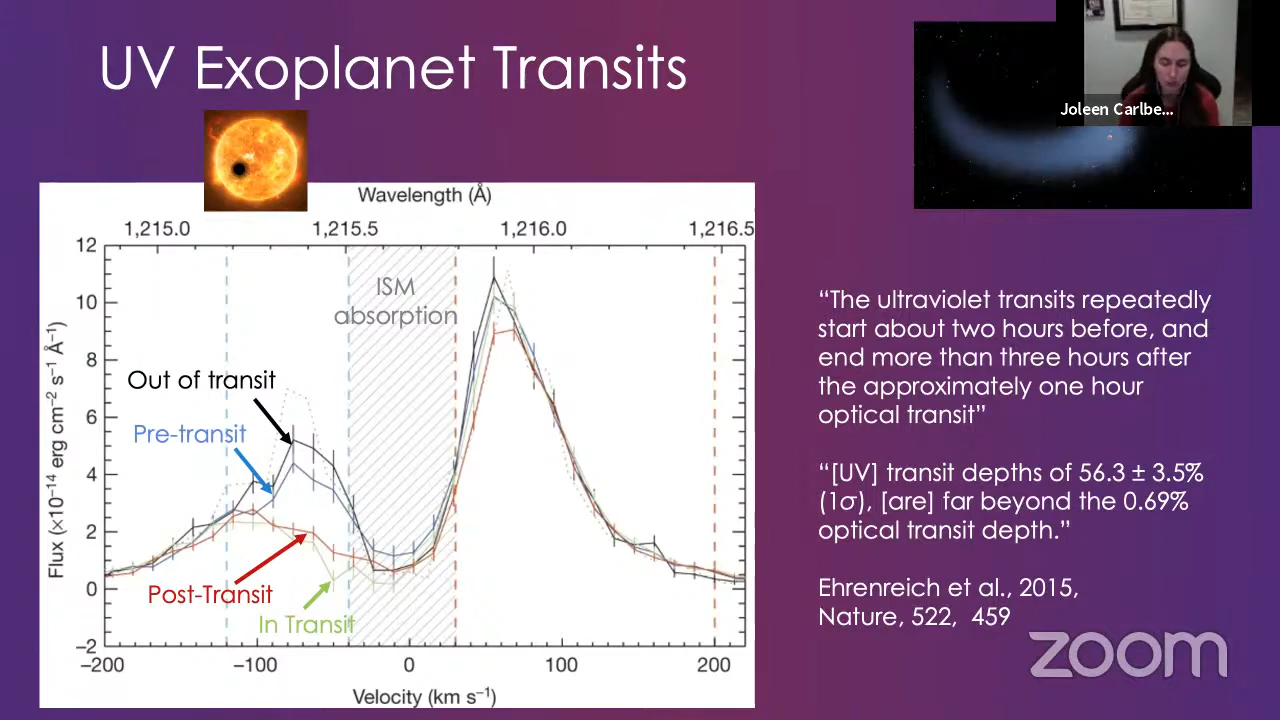 UV Exoplanet Transits
Joleen Carlbe...
Wavelength (Å)
1,215.0 1,215.5 1,216.0 1,216.5
12
10
8
6
4
2
0
−2
Flux (×10⁻¹⁴ erg cm⁻² s⁻¹ Å⁻¹)
ISM
absorption
Out of transit
Pre-transit
Post-Transit
In Transit
−200 −100 0 100 200
Velocity (km s⁻¹)
“The ultraviolet transits repeatedly
start about two hours before, and
end more than three hours after
the approximately one hour
optical transit”
“[UV] transit depths of 56.3 ± 3.5%
(1σ), [are] far beyond the 0.69%
optical transit depth.”
Ehrenreich et al., 2015,
Nature, 522, 459
zoom